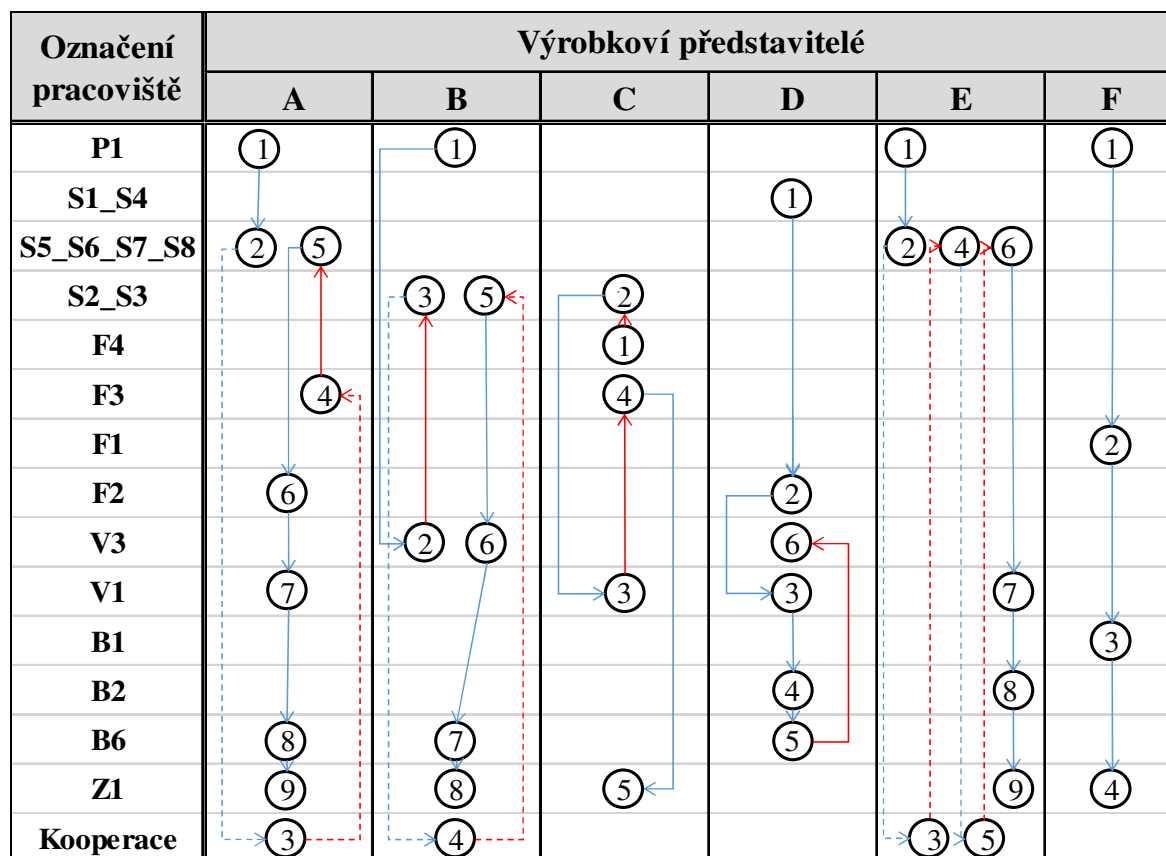 Označení pracoviště Výrobkoví představitelé
A B C D E F
P1 1 1 1 1
S1_S4 1
S5_S6_S7_S8 2 5 2 4 6
S2_S3 3 5 2
F4 1
F3 4 4
F1 2
F2 6 2
V3 2 6 6
V1 7 3 3 7
B1 3
B2 4 8
B6 8 7 5
Z1 9 8 5 9 4
Kooperace 3 4 3 5